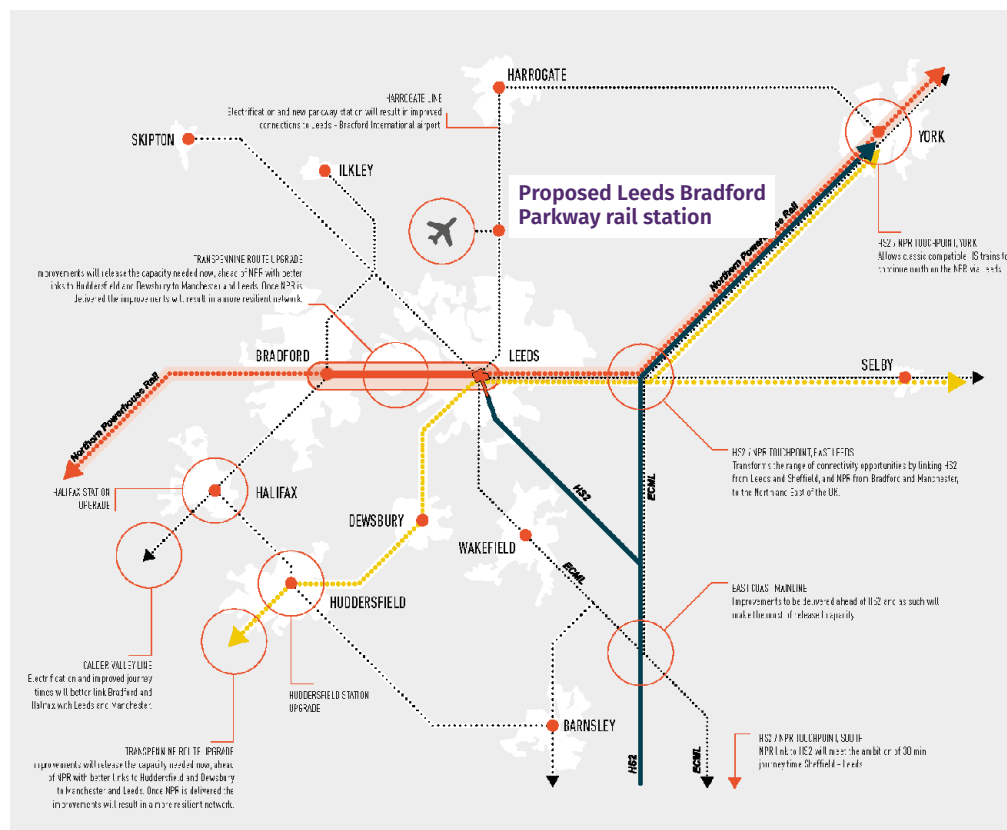 HARROGATE
HARROGATE LINE
Electrification and new parkway station will result in improved
connections to Leeds - Bradford International airport.
SKIPTON
YORK
ILKLEY
Proposed Leeds Bradford
Parkway rail station
Northern Powerhouse Rail
HS2 / NPR TOUCHPOINT, YORK
Allows classic compatible HS trains to
continue north on the NPR via Leeds.
TRANSPENNINE ROUTE UPGRADE
improvements will release the capacity needed now, ahead of NPR with better
links to Huddersfield and Dewsbury to Manchester and Leeds. Once NPR is
delivered the improvements will result in a more resilient network.
BRADFORD
LEEDS
SELBY
Northern Powerhouse Rail
HS2 / NPR TOUCHPOINT, EAST LEEDS
Transforms the range of connectivity opportunities by linking HS2
from Leeds and Sheffield, and NPR from Bradford and Manchester,
to the North and East of the UK.
HALIFAX STATION
UPGRADE
HALIFAX
HS2
ECML
DEWSBURY
WAKEFIELD
ECML
HUDDERSFIELD
EAST COAST MAINLINE
Improvements to be delivered ahead of HS2 and as such will
make the most of released capacity
CALDER VALLEY LINE
Electrification and improved journey
times will better link Bradford and
Halifax with Leeds and Manchester.
HUDDERSFIELD STATION
UPGRADE
BARNSLEY
TRANSPENNINE ROUTE UPGRADE
improvements will release the capacity needed now, ahead
of NPR with better links to Huddersfield and Dewsbury
to Manchester and Leeds. Once NPR is delivered the
improvements will result in a more resilient network.
HS2
ECML
HS2 / NPR TOUCHPOINT, SOUTH
NPR link to HS2 will meet the ambition of 30 min
journey time Sheffield - Leeds